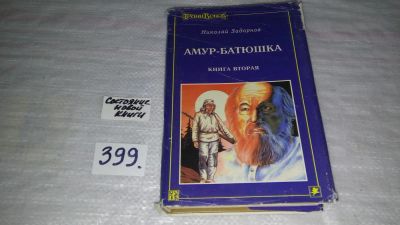 Николай Задорнов
АМУР-БАТЮШКА
КНИГА ВТОРАЯ
СОСТОЯНИЕ
НОВОЙ
КНИГИ
399.